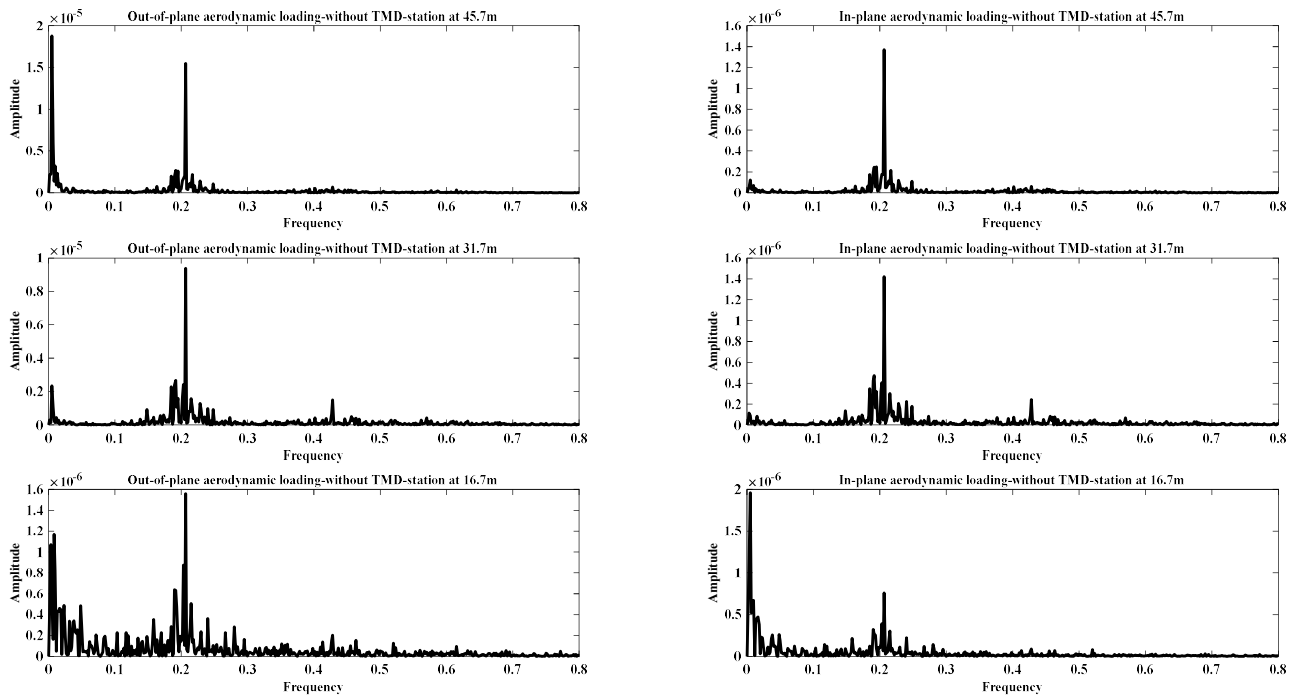 Out-of-plane aerodynamic loading-without TMD-station at 45.7m
×10-5
2
1.5
1
0.5
0
Amplitude
0 0.1 0.2 0.3 0.4 0.5 0.6 0.7 0.8
Frequency
In-plane aerodynamic loading-without TMD-station at 45.7m
×10-6
1.6
1.4
1.2
1
0.8
0.6
0.4
0.2
0
Amplitude
0 0.1 0.2 0.3 0.4 0.5 0.6 0.7 0.8
Frequency
Out-of-plane aerodynamic loading-without TMD-station at 31.7m
×10-5
1
0.8
0.6
0.4
0.2
0
Amplitude
0 0.1 0.2 0.3 0.4 0.5 0.6 0.7 0.8
Frequency
In-plane aerodynamic loading-without TMD-station at 31.7m
×10-6
1.6
1.4
1.2
1
0.8
0.6
0.4
0.2
0
Amplitude
0 0.1 0.2 0.3 0.4 0.5 0.6 0.7 0.8
Frequency
Out-of-plane aerodynamic loading-without TMD-station at 16.7m
×10-6
1.6
1.4
1.2
1
0.8
0.6
0.4
0.2
0
Amplitude
0 0.1 0.2 0.3 0.4 0.5 0.6 0.7 0.8
Frequency
In-plane aerodynamic loading-without TMD-station at 16.7m
×10-6
2
1.5
1
0.5
0
Amplitude
0 0.1 0.2 0.3 0.4 0.5 0.6 0.7 0.8
Frequency